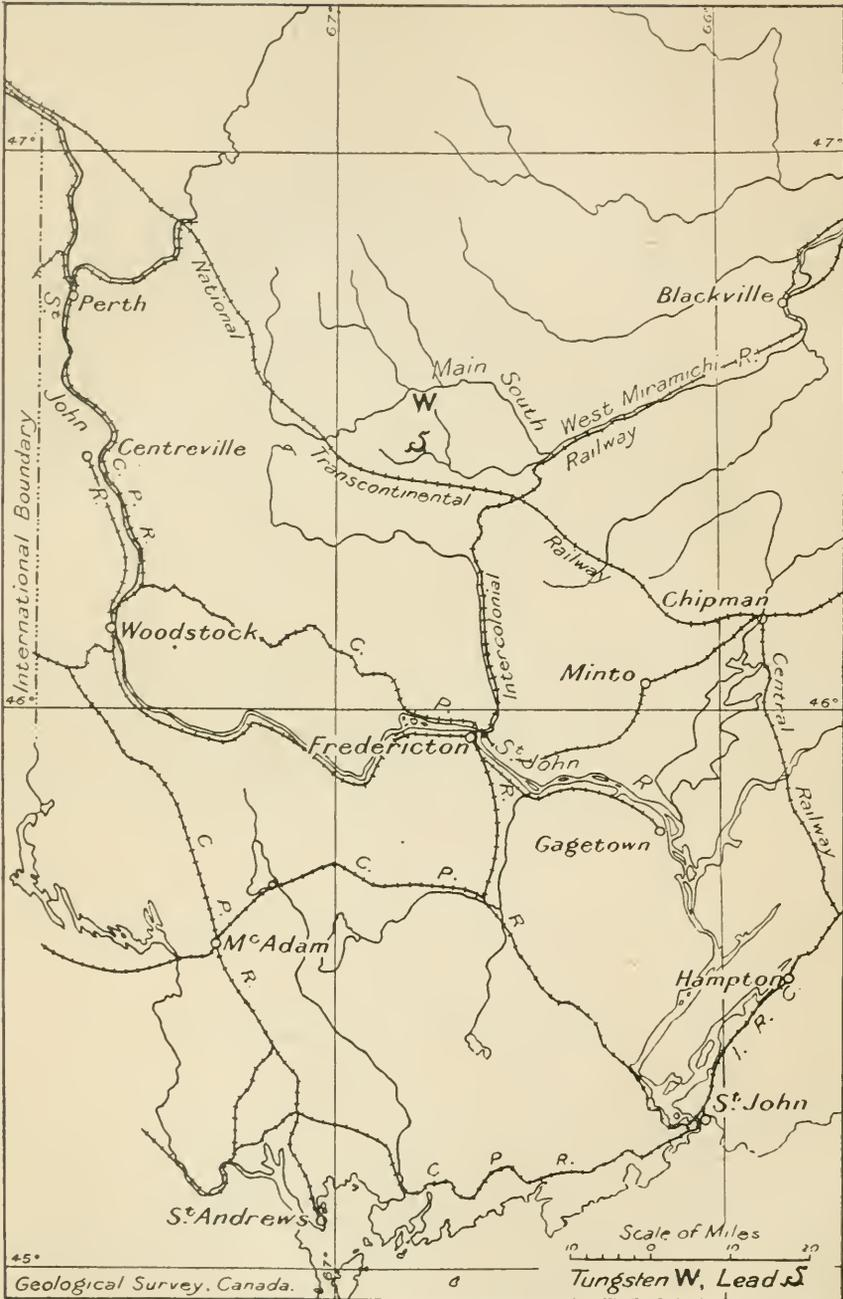 67°
66°
47°
47°
National
Perth
St
John
R.
Blackville
Main
South
West Miramichi R.
Railway
W
Centreville
C. P. R.
Transcontinental
Railway
International Boundary
Intercolonial
Chipman
Woodstock
C.
P.
R.
Minto
Central
Railway
46°
46°
Fredericton
St. John
R.
Gagetown
C.
P.
R.
C.
P.
R.
McAdam
Hampton
I. R. C.
St. John
C. P. R.
St. Andrews
Scale of Miles
10 0 10 20
45°
67°
Geological Survey, Canada.
Tungsten W, Lead